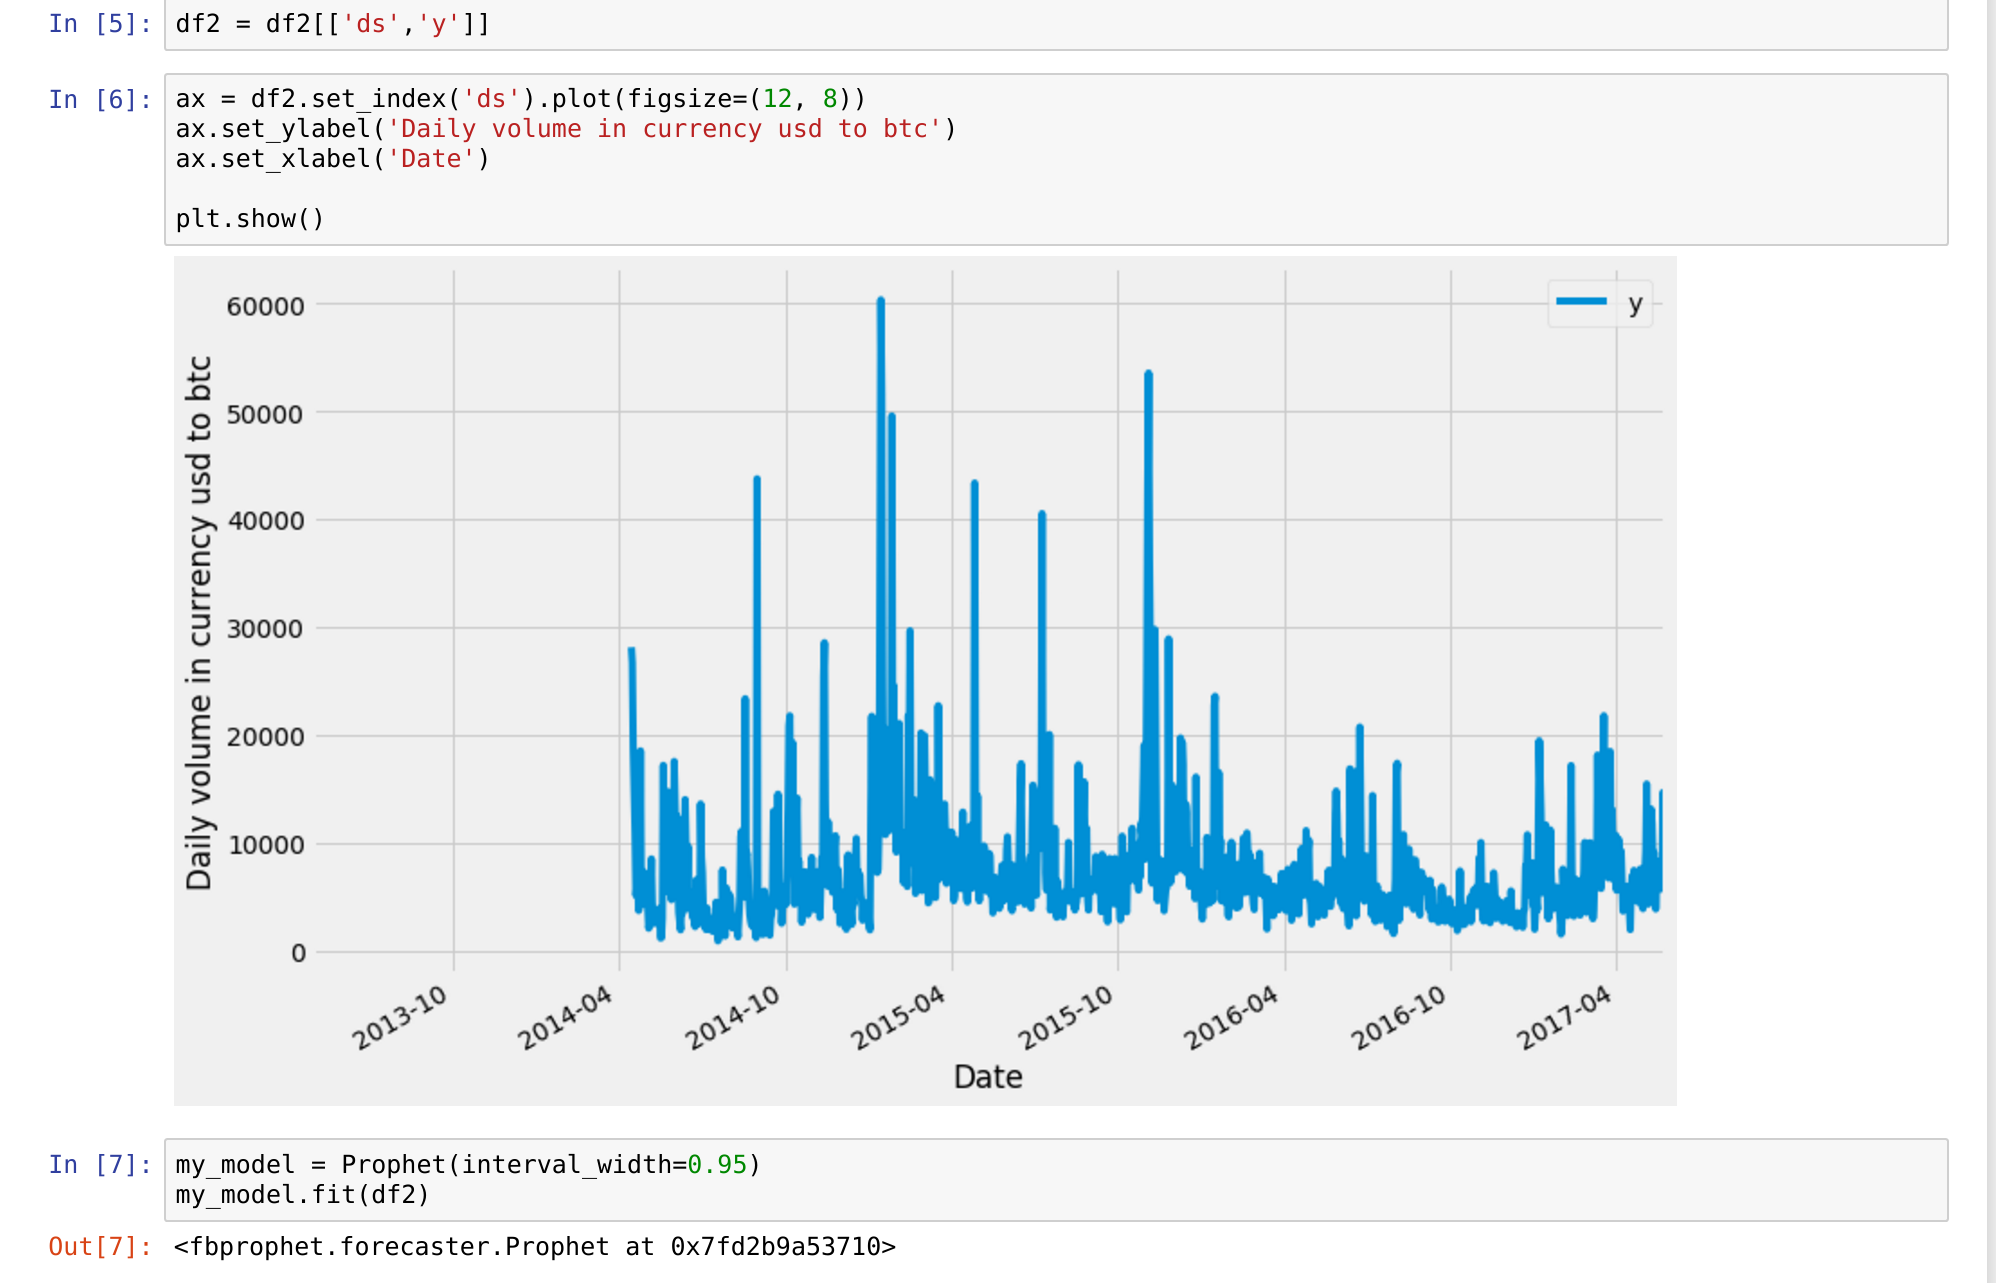 In [5]: df2 = df2[['ds','y']]
In [6]: ax = df2.set_index('ds').plot(figsize=(12, 8))
ax.set_ylabel('Daily volume in currency usd to btc')
ax.set_xlabel('Date')
plt.show()
y
Daily volume in currency usd to btc
60000
50000
40000
30000
20000
10000
0
2013-10 2014-04 2014-10 2015-04 2015-10 2016-04 2016-10 2017-04
Date
In [7]: my_model = Prophet(interval_width=0.95)
my_model.fit(df2)
Out[7]: <fbprophet.forecaster.Prophet at 0x7fd2b9a53710>